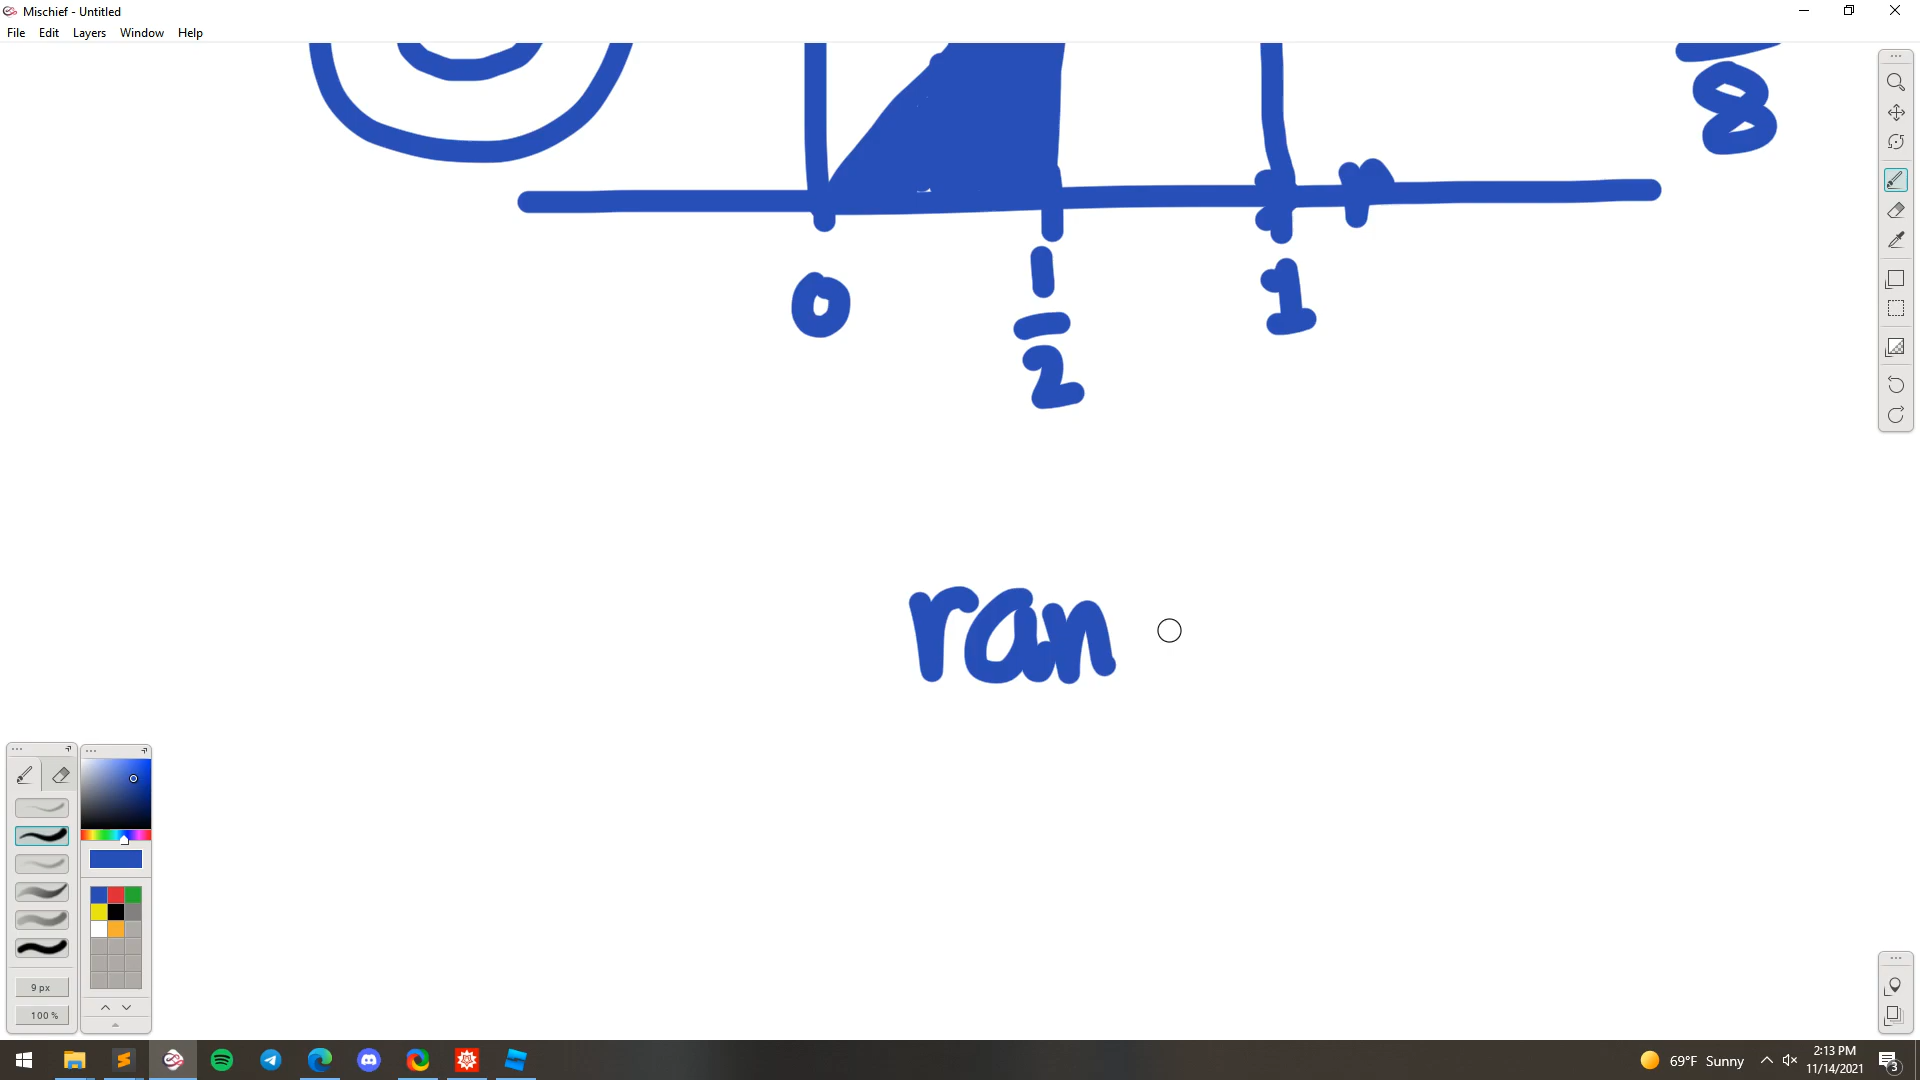 Mischief - Untitled
File Edit Layers Window Help
8
0 1/2 1
ran
9 px
100 %
69°F Sunny
2:13 PM
11/14/2021
3